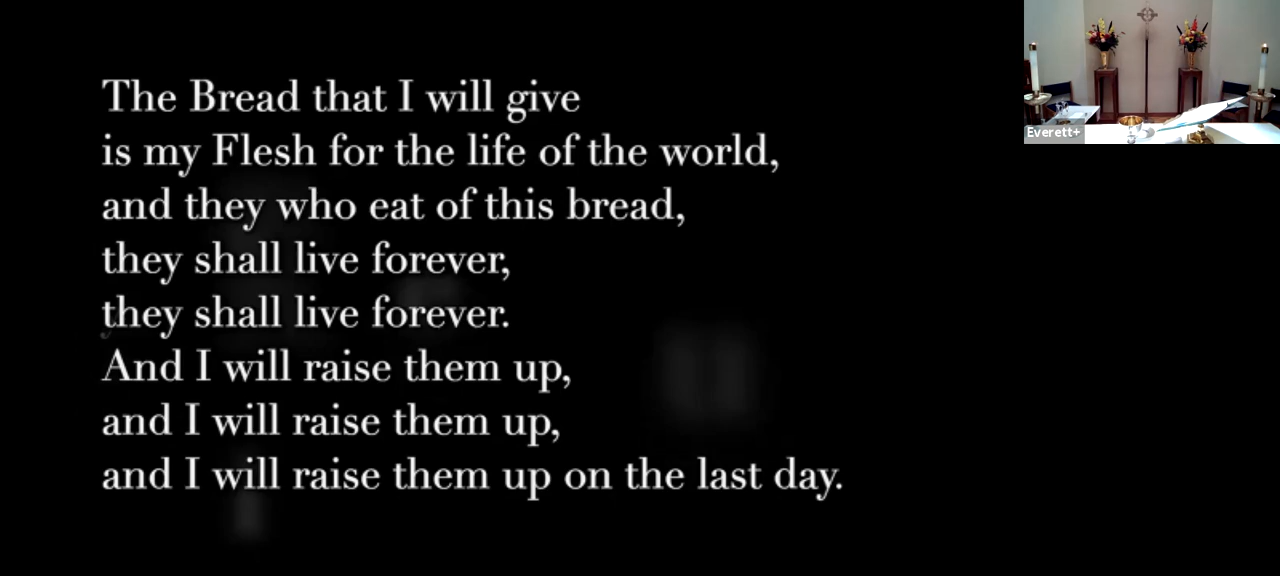 The Bread that I will give
is my Flesh for the life of the world,
and they who eat of this bread,
they shall live forever,
they shall live forever.
And I will raise them up,
and I will raise them up,
and I will raise them up on the last day.
Everett+